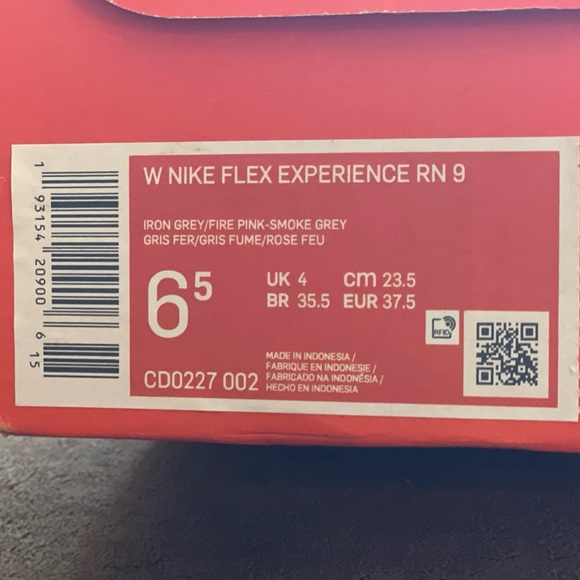 W NIKE FLEX EXPERIENCE RN 9
IRON GREY/FIRE PINK-SMOKE GREY
GRIS FER/GRIS FUME/ROSE FEU
6⁵
UK 4 cm 23.5
BR 35.5 EUR 37.5
RFID
MADE IN INDONESIA /
FABRIQUE EN INDONESIE /
FABRICADO NA INDONÉSIA /
HECHO EN INDONESIA
CD0227 002
1 93154 20900 6 15